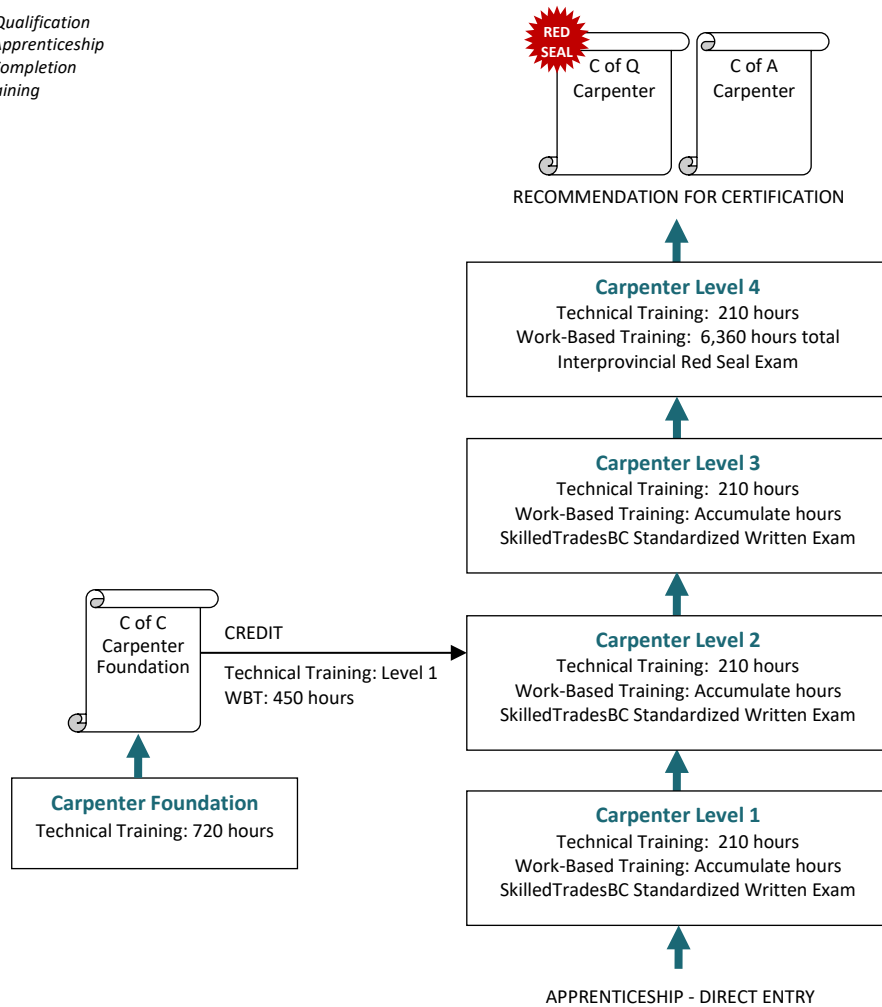 Qualification
Apprenticeship
Completion
RED
SEAL
C of Q
Carpenter
C of A
Carpenter
RECOMMENDATION FOR CERTIFICATION
Carpenter Level 4
Technical Training: 210 hours
Work-Based Training: 6,360 hours total
Interprovincial Red Seal Exam
Carpenter Level 3
Technical Training: 210 hours
Work-Based Training: Accumulate hours
SkilledTradesBC Standardized Written Exam
C of C
Carpenter
Foundation
CREDIT
Technical Training: Level 1
WBT: 450 hours
Carpenter Level 2
Technical Training: 210 hours
Work-Based Training: Accumulate hours
SkilledTradesBC Standardized Written Exam
Carpenter Foundation
Technical Training: 720 hours
Carpenter Level 1
Technical Training: 210 hours
Work-Based Training: Accumulate hours
SkilledTradesBC Standardized Written Exam
APPRENTICESHIP - DIRECT ENTRY